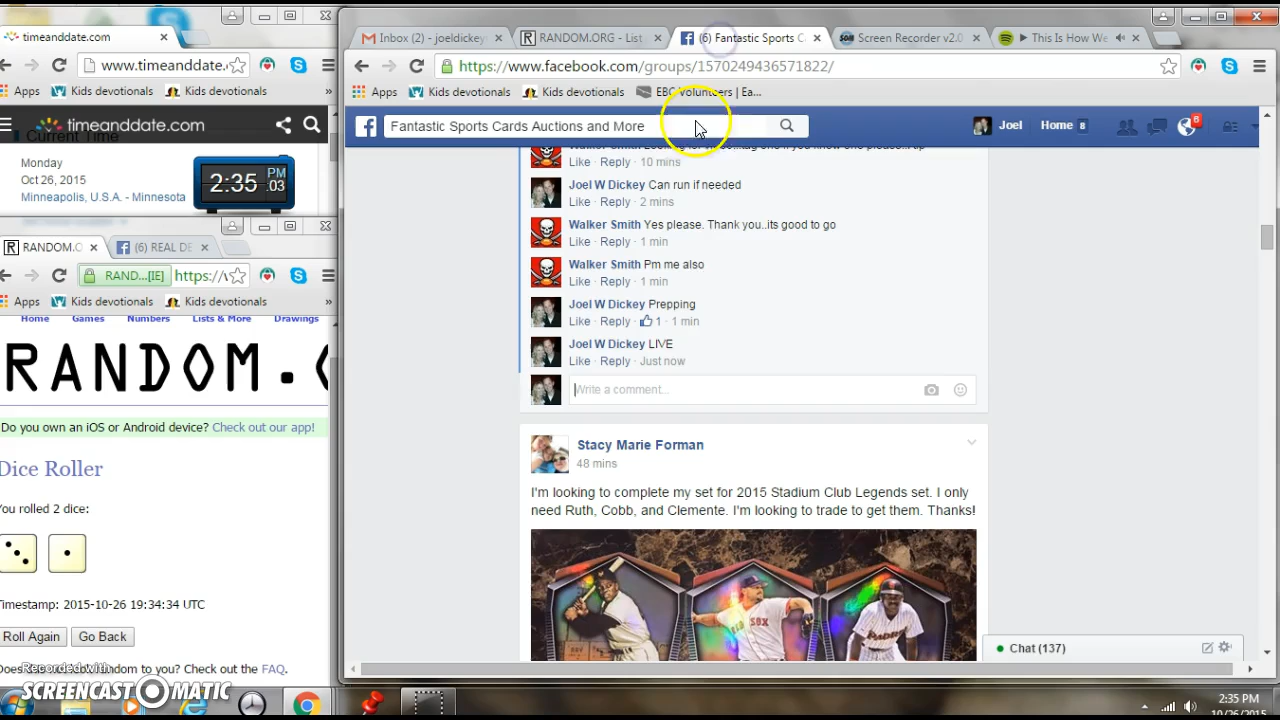 timeanddate.com
www.timeanddate.
Apps Kids devotionals Kids devotionals »
timeanddate.com
Current Time
Monday
Oct 26, 2015
Minneapolis, U.S.A. - Minnesota
2:35 PM :03
RANDOM.O (6) REAL DE
RAND...[IE] https://v
Apps Kids devotionals Kids devotionals »
Home Games Numbers Lists & More Drawings
RANDOM.
Do you own an iOS or Android device? Check out our app!
Dice Roller
You rolled 2 dice:
Timestamp: 2015-10-26 19:34:34 UTC
Roll Again Go Back
Recorded with
SCREENCAST MATIC
Inbox (2) - joeldickey RANDOM.ORG - List (6) Fantastic Sports C Screen Recorder v2.0 This Is How We
https://www.facebook.com/groups/1570249436571822/
Apps Kids devotionals Kids devotionals EBC Volunteers | Ea...
Fantastic Sports Cards Auctions and More
Joel Home 8 6
Like · Reply · 10 mins
Joel W Dickey Can run if needed
Like · Reply · 2 mins
Walker Smith Yes please. Thank you..its good to go
Like · Reply · 1 min
Walker Smith Pm me also
Like · Reply · 1 min
Joel W Dickey Prepping
Like · Reply · 1 · 1 min
Joel W Dickey LIVE
Like · Reply · Just now
Write a comment...
Stacy Marie Forman
48 mins
I'm looking to complete my set for 2015 Stadium Club Legends set. I only
need Ruth, Cobb, and Clemente. I'm looking to trade to get them. Thanks!
Chat (137)
2:35 PM
10/26/2015